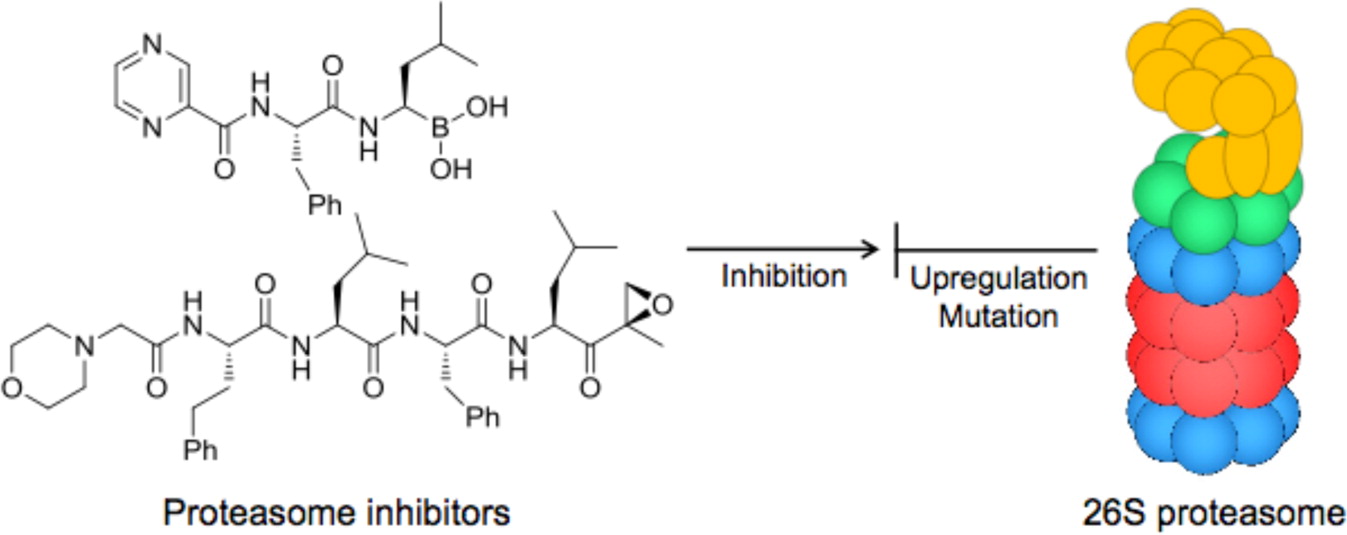 N
N
O
H
N
O
N
H
B
OH
OH
Ph
O
N
O
H
N
O
N
H
O
H
N
O
N
H
O
O
Ph
Ph
Inhibition
Upregulation
Mutation
Proteasome inhibitors
26S proteasome